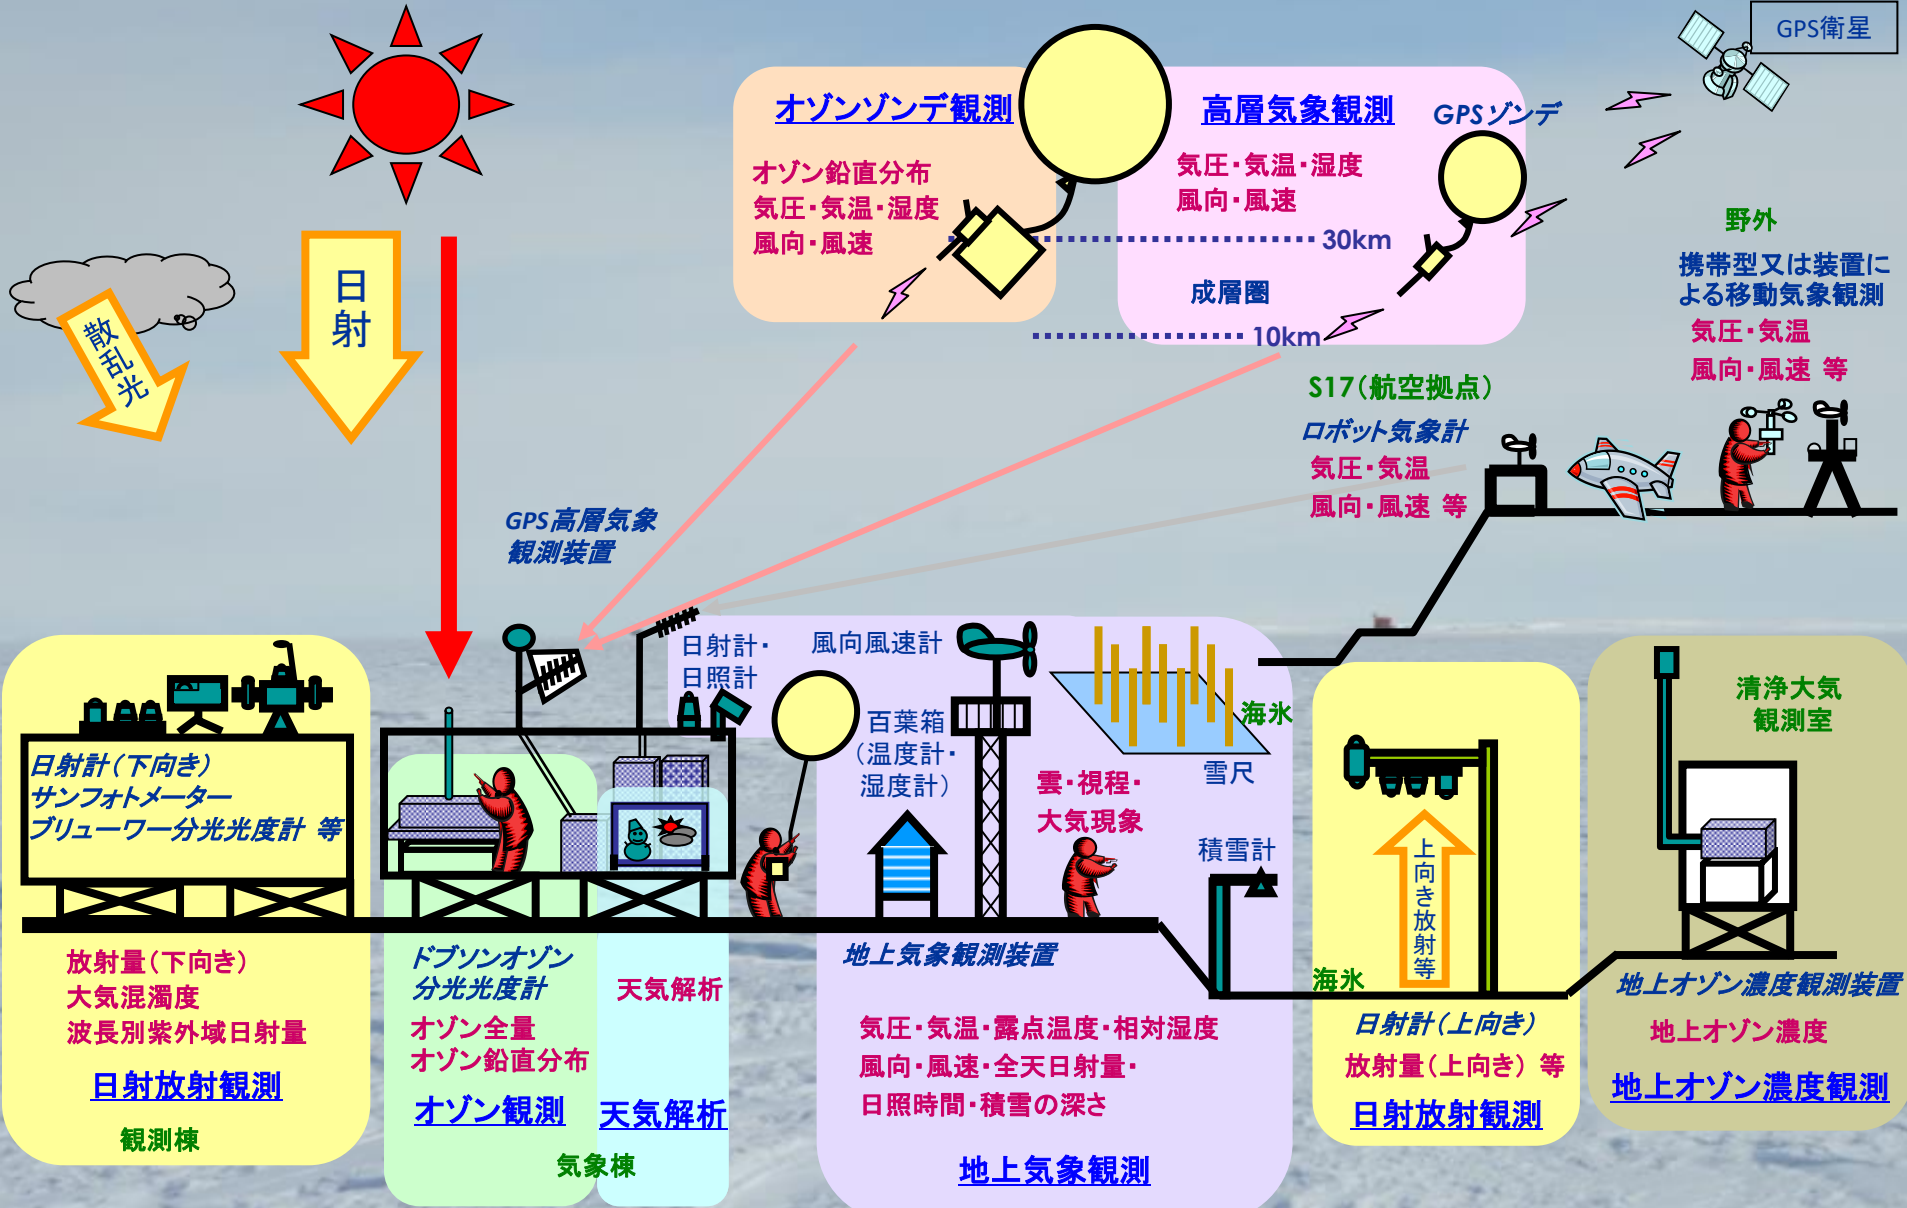 GPS衛星
オゾンゾンデ観測
オゾン鉛直分布
気圧・気温・湿度
風向・風速
高層気象観測
気圧・気温・湿度
風向・風速
GPSゾンデ
30km
成層圏
10km
野外
携帯型又は装置に
よる移動気象観測
気圧・気温
風向・風速 等
S17(航空拠点)
ロボット気象計
気圧・気温
風向・風速 等
散乱光
日射
GPS高層気象
観測装置
日射計・
日照計
風向風速計
百葉箱
(温度計・
湿度計)
雲・視程・
大気現象
海氷
雪尺
積雪計
清浄大気
観測室
日射計(下向き)
サンフォトメーター
ブリューワー分光光度計 等
放射量(下向き)
大気混濁度
波長別紫外域日射量
日射放射観測
観測棟
ドブソンオゾン
分光光度計
オゾン全量
オゾン鉛直分布
オゾン観測
天気解析
天気解析
気象棟
地上気象観測装置
気圧・気温・露点温度・相対湿度
風向・風速・全天日射量・
日照時間・積雪の深さ
地上気象観測
上向き放射等
海氷
日射計(上向き)
放射量(上向き) 等
日射放射観測
地上オゾン濃度観測装置
地上オゾン濃度
地上オゾン濃度観測